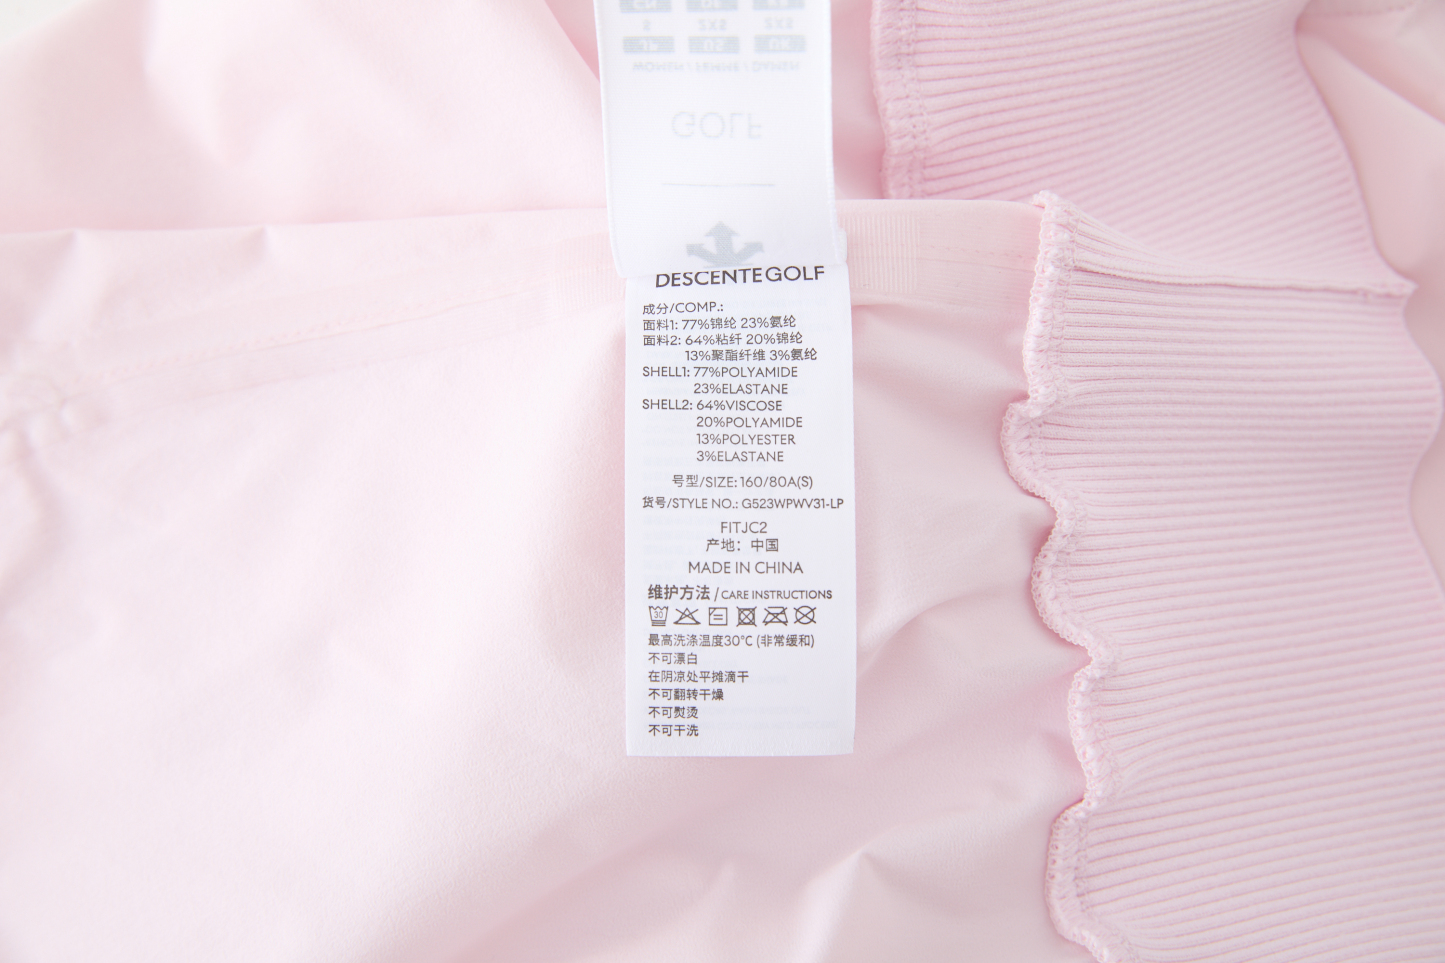 GOLF
DESCENTE GOLF
成分/COMP.:
面料1: 77%锦纶 23%氨纶
面料2: 64%粘纤 20%锦纶
13%聚酯纤维 3%氨纶
SHELL1: 77%POLYAMIDE
23%ELASTANE
SHELL2: 64%VISCOSE
20%POLYAMIDE
13%POLYESTER
3%ELASTANE
号型/SIZE: 160/80A(S)
货号/STYLE NO.: G523WPWV31-LP
FITJC2
产地：中国
MADE IN CHINA
维护方法 / CARE INSTRUCTIONS
30
最高洗涤温度30°C (非常缓和)
不可漂白
在阴凉处平摊滴干
不可翻转干燥
不可熨烫
不可干洗